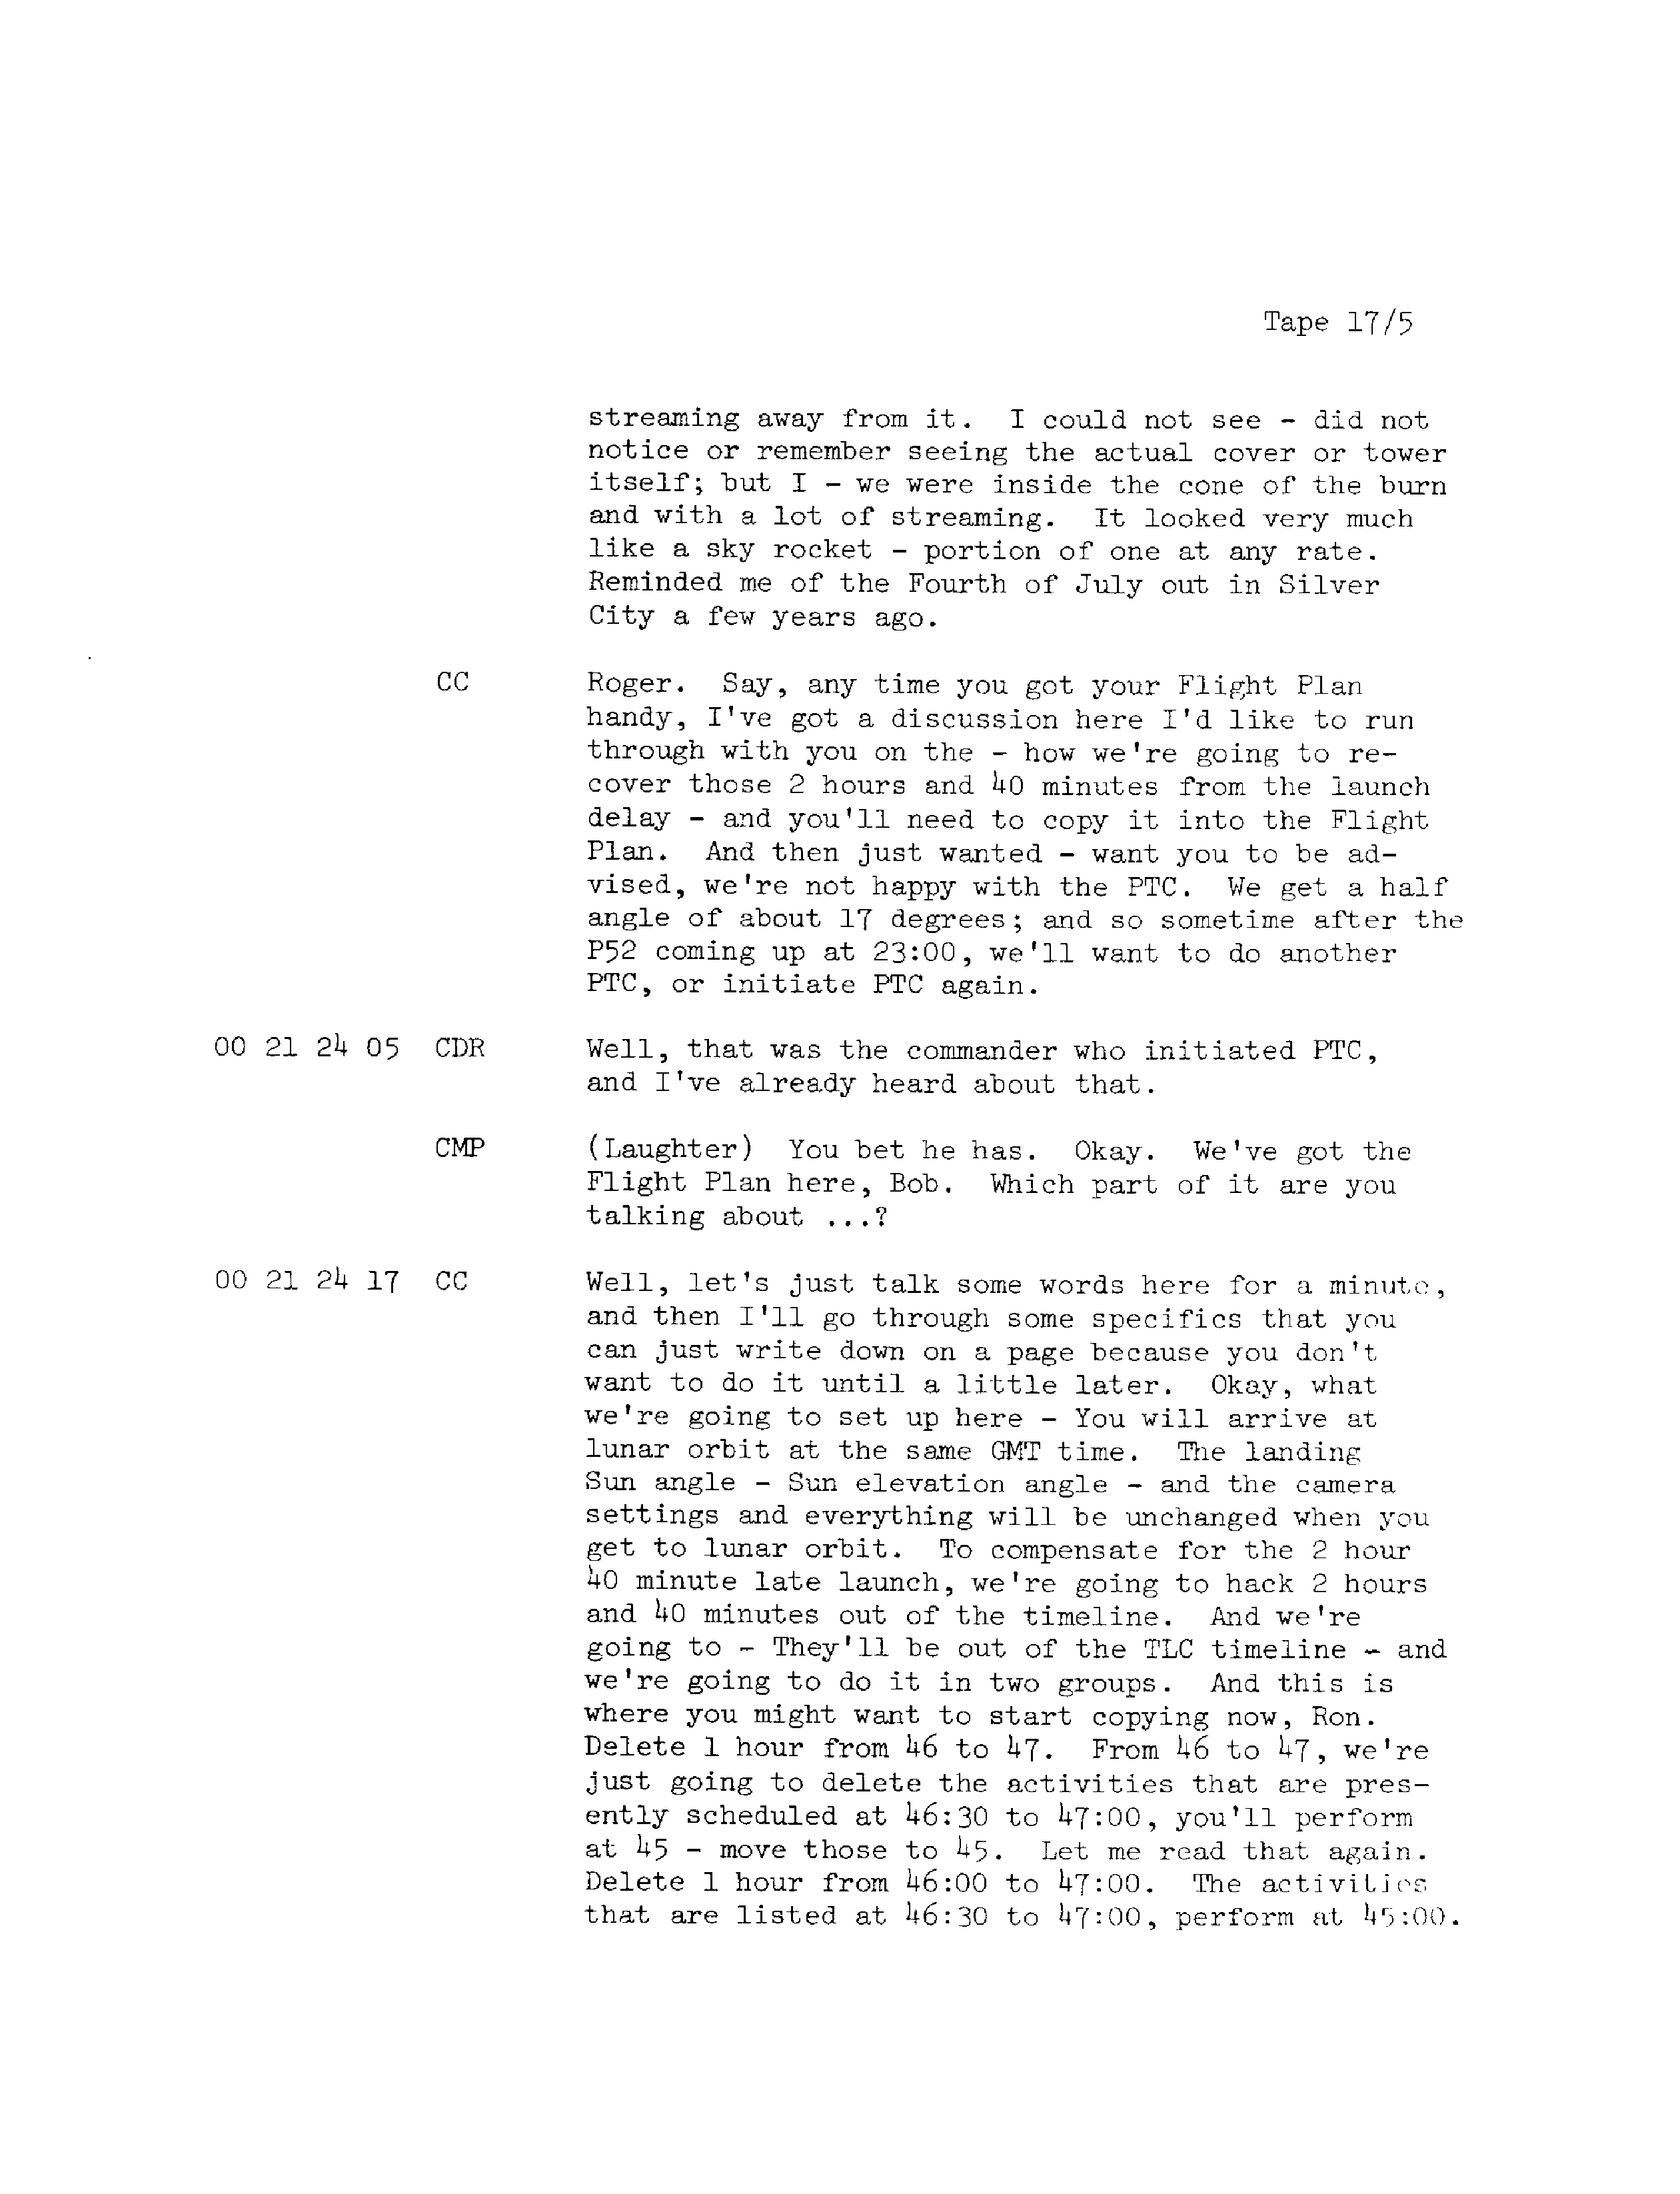 Tape 17/5
streaming away from it. I could not see - did not
notice or remember seeing the actual cover or tower
itself; but I - we were inside the cone of the burn
and with a lot of streaming. It looked very much
like a sky rocket - portion of one at any rate.
Reminded me of the Fourth of July out in Silver
City a few years ago.
CC Roger. Say, any time you got your Flight Plan
handy, I've got a discussion here I'd like to run
through with you on the - how we're going to re-
cover those 2 hours and 40 minutes from the launch
delay - and you'll need to copy it into the Flight
Plan. And then just wanted - want you to be ad-
vised, we're not happy with the PTC. We get a half
angle of about 17 degrees; and so sometime after the
P52 coming up at 23:00, we'll want to do another
PTC, or initiate PTC again.
00 21 24 05 CDR Well, that was the commander who initiated PTC,
and I've already heard about that.
CMP (Laughter) You bet he has. Okay. We've got the
Flight Plan here, Bob. Which part of it are you
talking about ...?
00 21 24 17 CC Well, let's just talk some words here for a minute,
and then I'll go through some specifics that you
can just write down on a page because you don't
want to do it until a little later. Okay, what
we're going to set up here - You will arrive at
lunar orbit at the same GMT time. The landing
Sun angle - Sun elevation angle - and the camera
settings and everything will be unchanged when you
get to lunar orbit. To compensate for the 2 hour
40 minute late launch, we're going to hack 2 hours
and 40 minutes out of the timeline. And we're
going to - They'll be out of the TLC timeline - and
we're going to do it in two groups. And this is
where you might want to start copying now, Ron.
Delete 1 hour from 46 to 47. From 46 to 47, we're
just going to delete the activities that are pres-
ently scheduled at 46:30 to 47:00, you'll perform
at 45 - move those to 45. Let me read that again.
Delete 1 hour from 46:00 to 47:00. The activities
that are listed at 46:30 to 47:00, perform at 45:00.